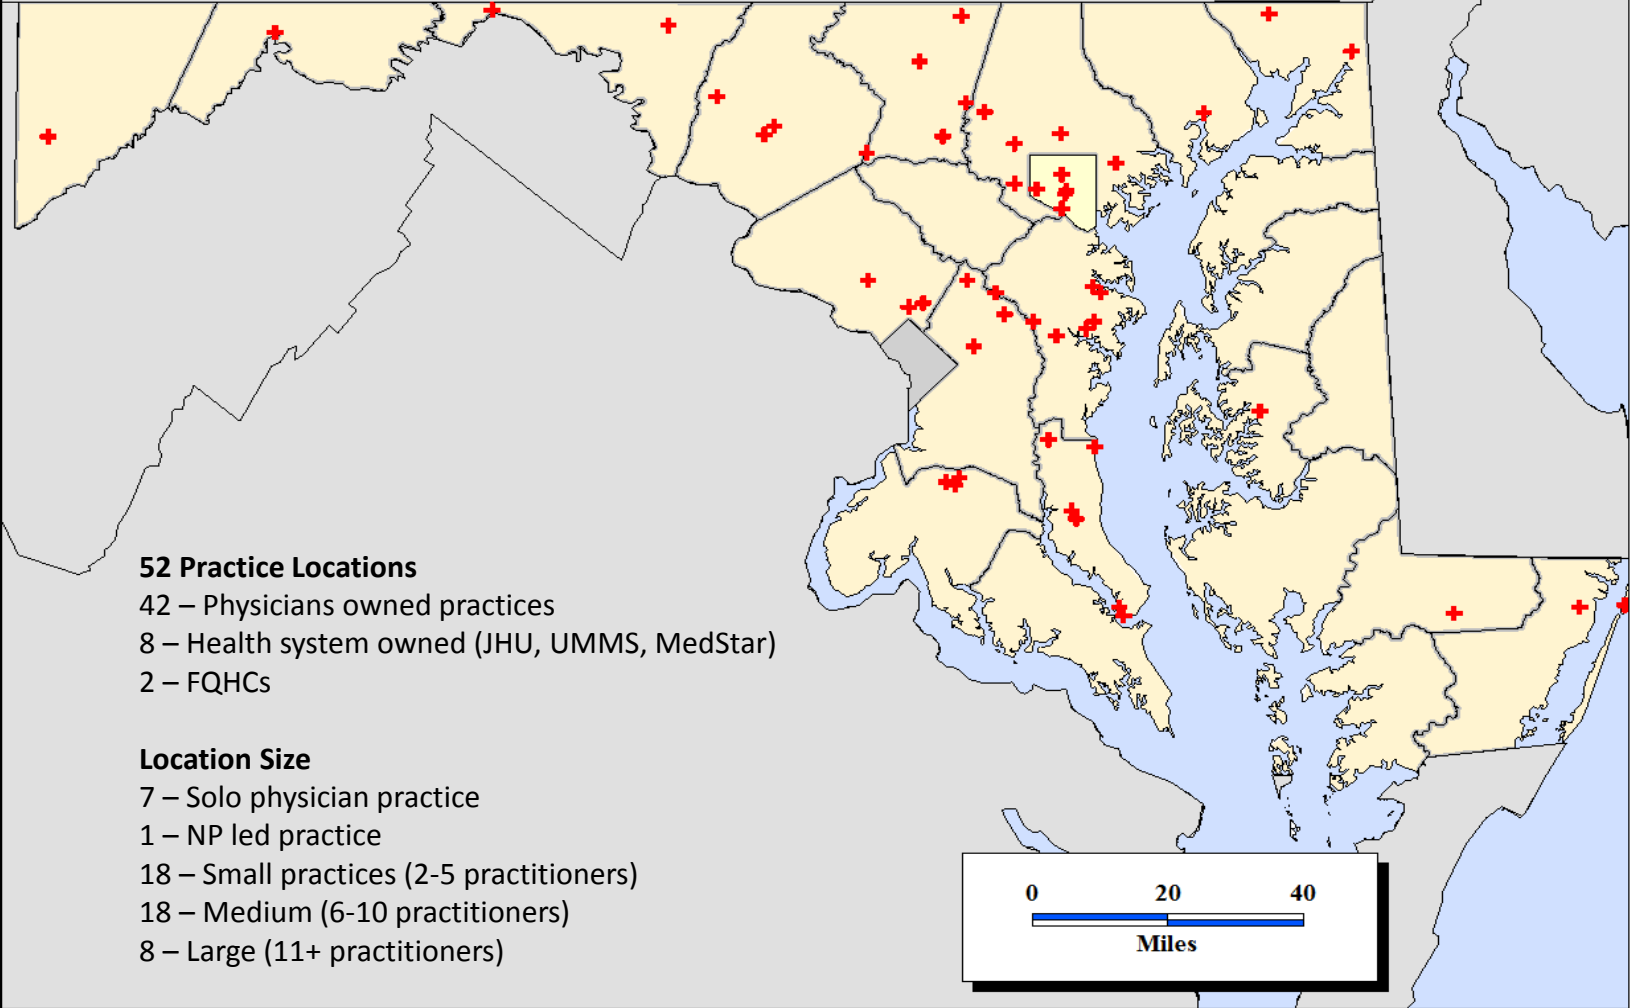 52 Practice Locations
42 – Physicians owned practices
8 – Health system owned (JHU, UMMS, MedStar)
2 – FQHCs
Location Size
7 – Solo physician practice
1 – NP led practice
18 – Small practices (2-5 practitioners)
18 – Medium (6-10 practitioners)
8 – Large (11+ practitioners)
0 20 40
Miles